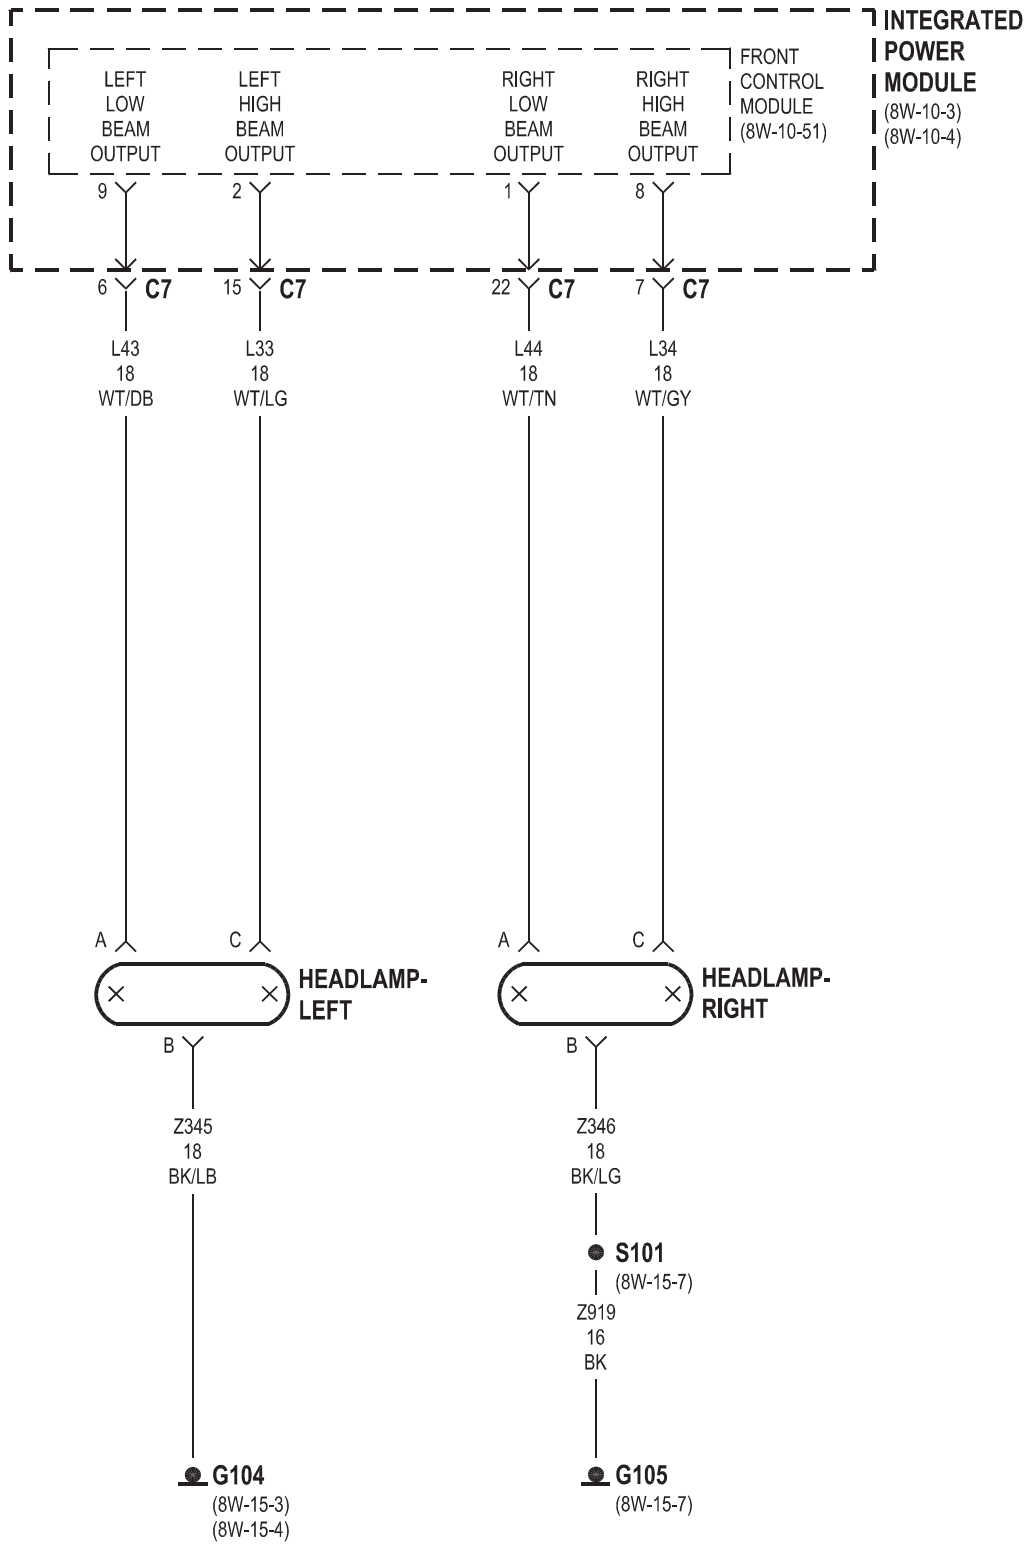 INTEGRATED
POWER
MODULE
(8W-10-3)
(8W-10-4)
FRONT
CONTROL
MODULE
(8W-10-51)
LEFT
LOW
BEAM
OUTPUT
LEFT
HIGH
BEAM
OUTPUT
RIGHT
LOW
BEAM
OUTPUT
RIGHT
HIGH
BEAM
OUTPUT
9
2
1
8
6 C7
15 C7
22 C7
7 C7
L43
18
WT/DB
L33
18
WT/LG
L44
18
WT/TN
L34
18
WT/GY
A
C
A
C
HEADLAMP-
LEFT
HEADLAMP-
RIGHT
B
B
Z345
18
BK/LB
Z346
18
BK/LG
S101
(8W-15-7)
Z919
16
BK
G104
(8W-15-3)
(8W-15-4)
G105
(8W-15-7)